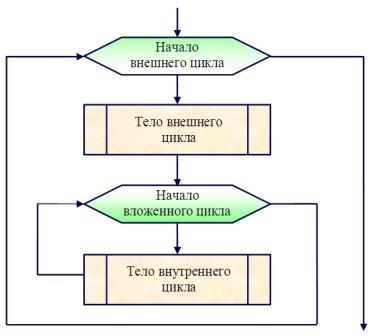 Начало
внешнего цикла
Тело внешнего
цикла
Начало
вложенного цикла
Тело внутреннего
цикла